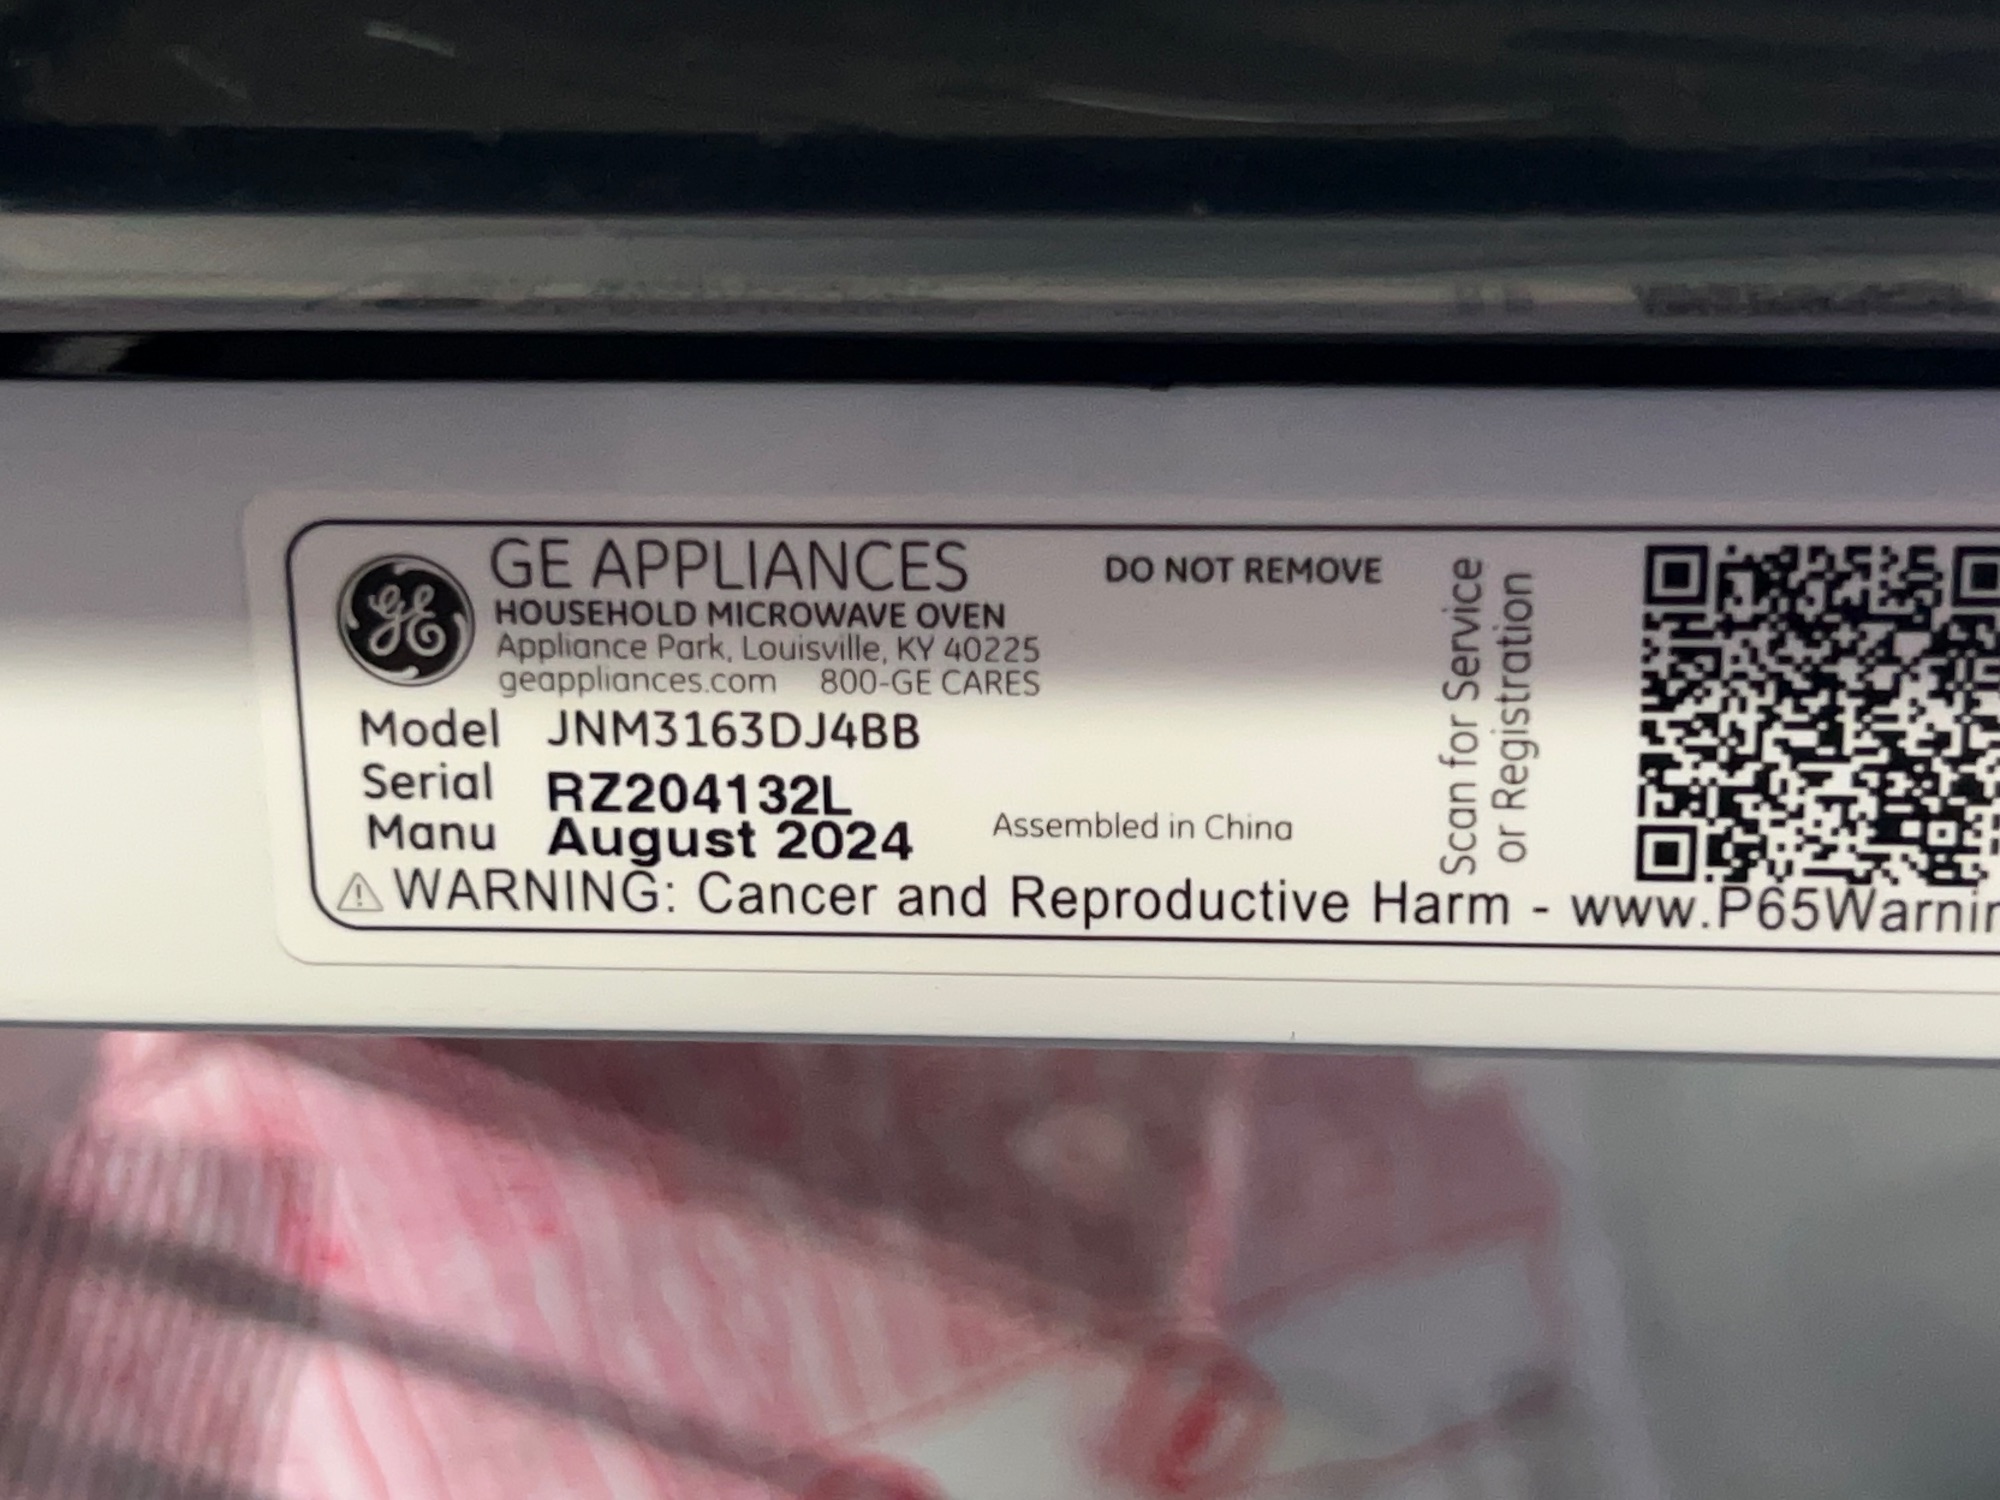 GE
GE APPLIANCES
HOUSEHOLD MICROWAVE OVEN
Appliance Park, Louisville, KY 40225
geappliances.com 800-GE CARES
DO NOT REMOVE
Model JNM3163DJ4BB
Serial RZ204132L
Manu August 2024
Assembled in China
Scan for Service
or Registration
WARNING: Cancer and Reproductive Harm - www.P65Warnin